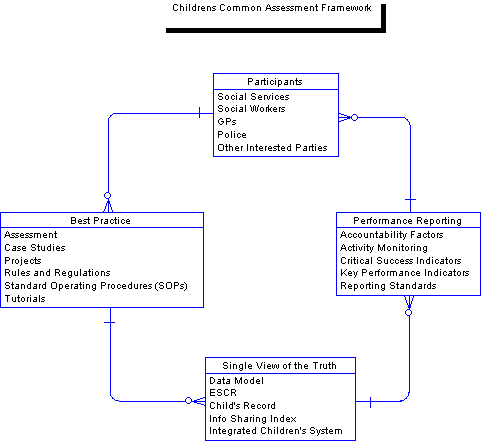 Childrens Common Assessment Framework
Participants
Social Services
Social Workers
GPs
Police
Other Interested Parties
Best Practice
Assessment
Case Studies
Projects
Rules and Regulations
Standard Operating Procedures (SOPs)
Tutorials
Performance Reporting
Accountability Factors
Activity Monitoring
Critical Success Indicators
Key Performance Indicators
Reporting Standards
Single View of the Truth
Data Model
ESCR
Child's Record
Info Sharing Index
Integrated Children's System